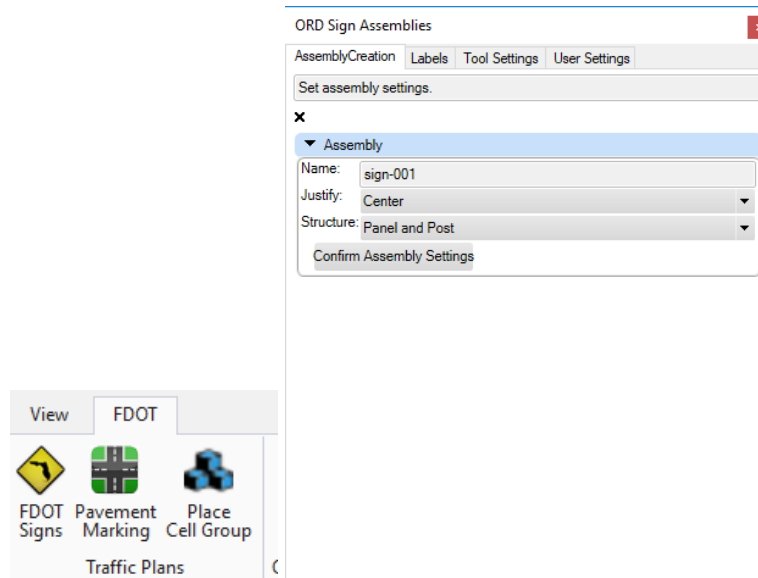 ORD Sign Assemblies
AssemblyCreation Labels Tool Settings User Settings
Set assembly settings.
Assembly
Name: sign-001
Justify: Center
Structure: Panel and Post
Confirm Assembly Settings
View FDOT
FDOT Signs
Pavement Marking
Place Cell Group
Traffic Plans